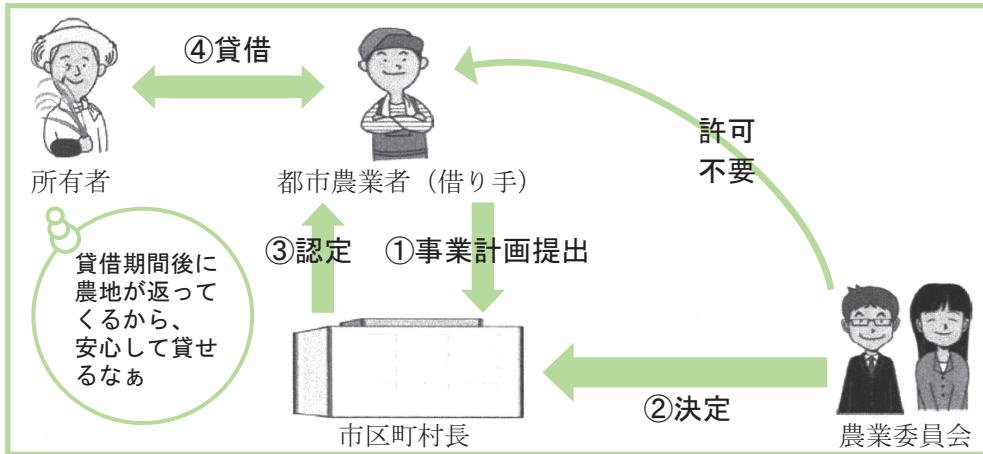 ④貸借
許可
不要
所有者
都市農業者（借り手）
③認定
①事業計画提出
貸借期間後に
農地が返って
くるから、
安心して貸せ
るなぁ
②決定
市区町村長
農業委員会